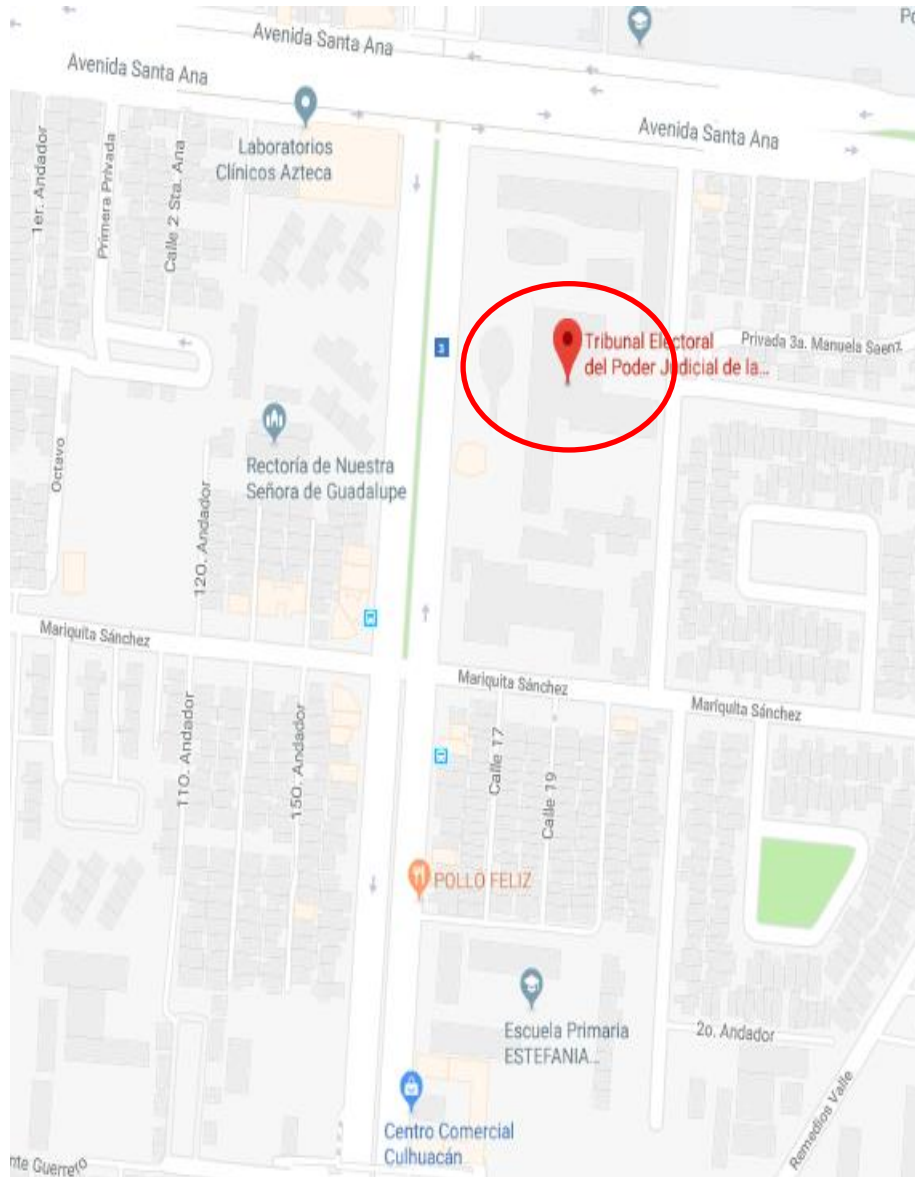 Po
Avenida Santa Ana
Avenida Santa Ana
Avenida Santa Ana
Laboratorios
Clínicos Azteca
1er. Andador
Primera Privada
Calle 2 Sta. Ana
3
Tribunal Electoral
del Poder Judicial de la...
Privada 3a. Manuela Saenz
Rectoría de Nuestra
Señora de Guadalupe
Octavo
12O. Andador
Mariquita Sánchez
Mariquita Sánchez
Mariquita Sánchez
11O. Andador
15O. Andador
Calle 17
Calle 19
POLLO FELIZ
Escuela Primaria
ESTEFANIA...
2o. Andador
Remedios Valle
Centro Comercial
Culhuacán
nte Guerrero